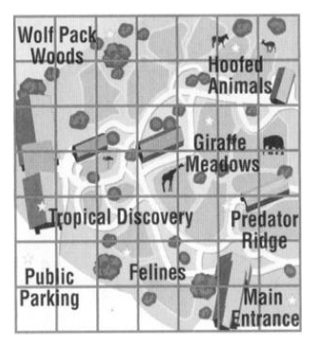 Wolf Pack
Woods
Hoofed
Animals
Giraffe
Meadows
Tropical Discovery
Predator
Ridge
Public
Parking
Felines
Main
Entrance